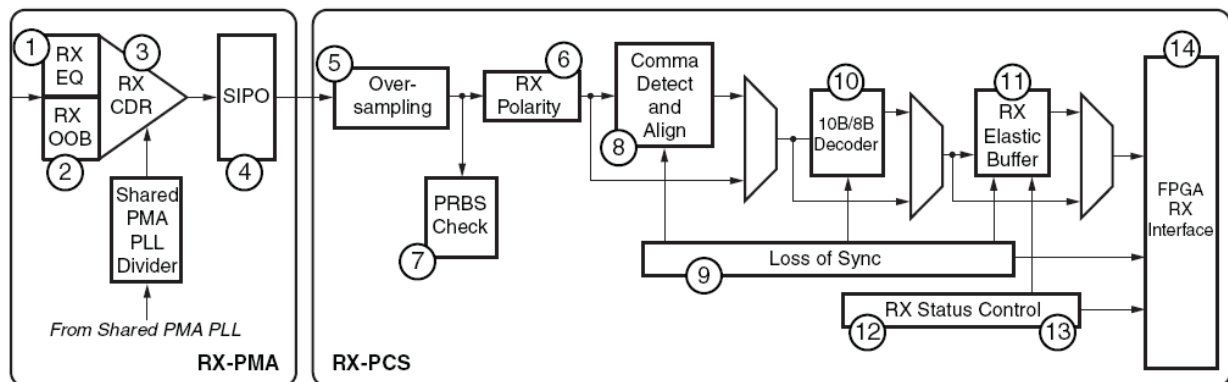 1
RX
EQ
RX
OOB
2
3
RX
CDR
SIPO
4
Shared
PMA
PLL
Divider
From Shared PMA PLL
RX-PMA
5
Over-
sampling
6
RX
Polarity
PRBS
Check
7
Comma
Detect
and
Align
8
10
10B/8B
Decoder
11
RX
Elastic
Buffer
Loss of Sync
9
RX Status Control
12
13
14
FPGA
RX
Interface
RX-PCS